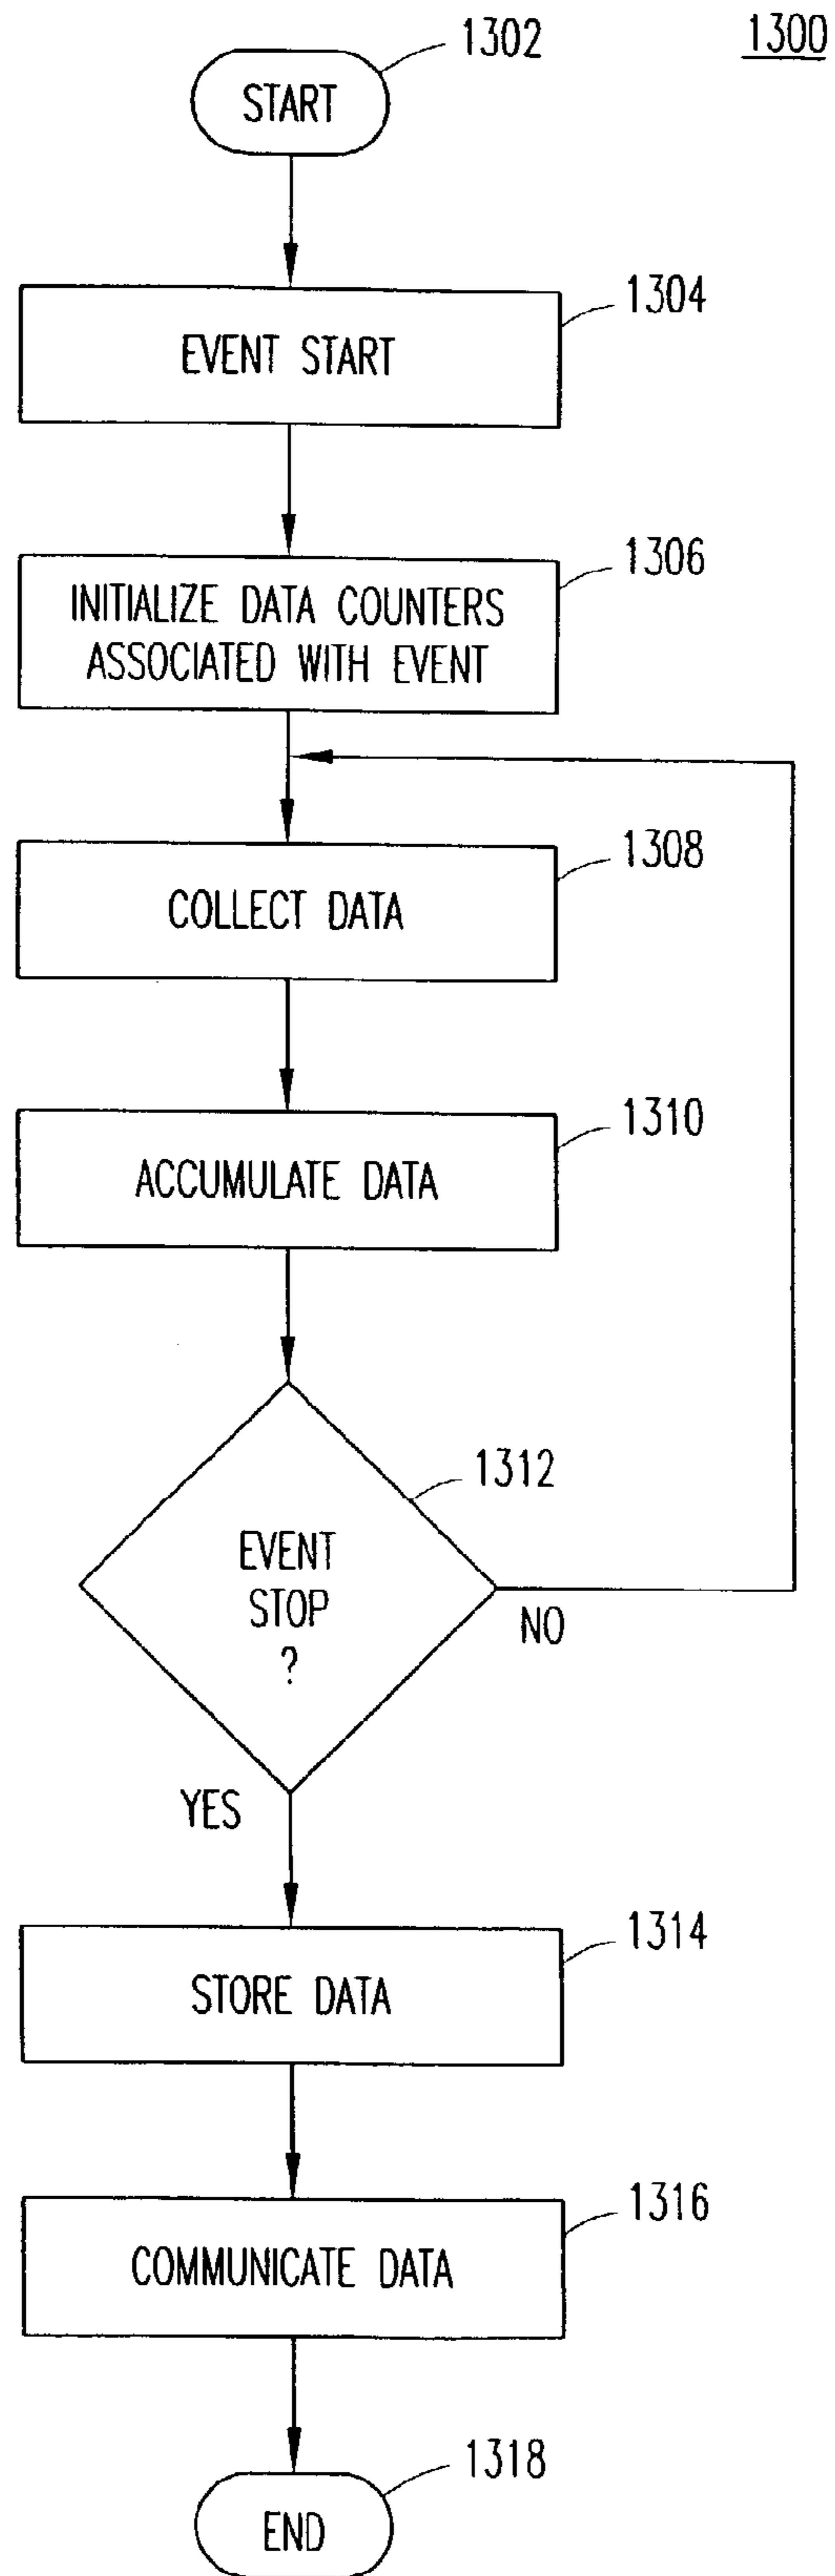 1300
1302
START
1304
EVENT START
1306
INITIALIZE DATA COUNTERS
ASSOCIATED WITH EVENT
1308
COLLECT DATA
1310
ACCUMULATE DATA
1312
EVENT
STOP
?
NO
YES
1314
STORE DATA
1316
COMMUNICATE DATA
1318
END